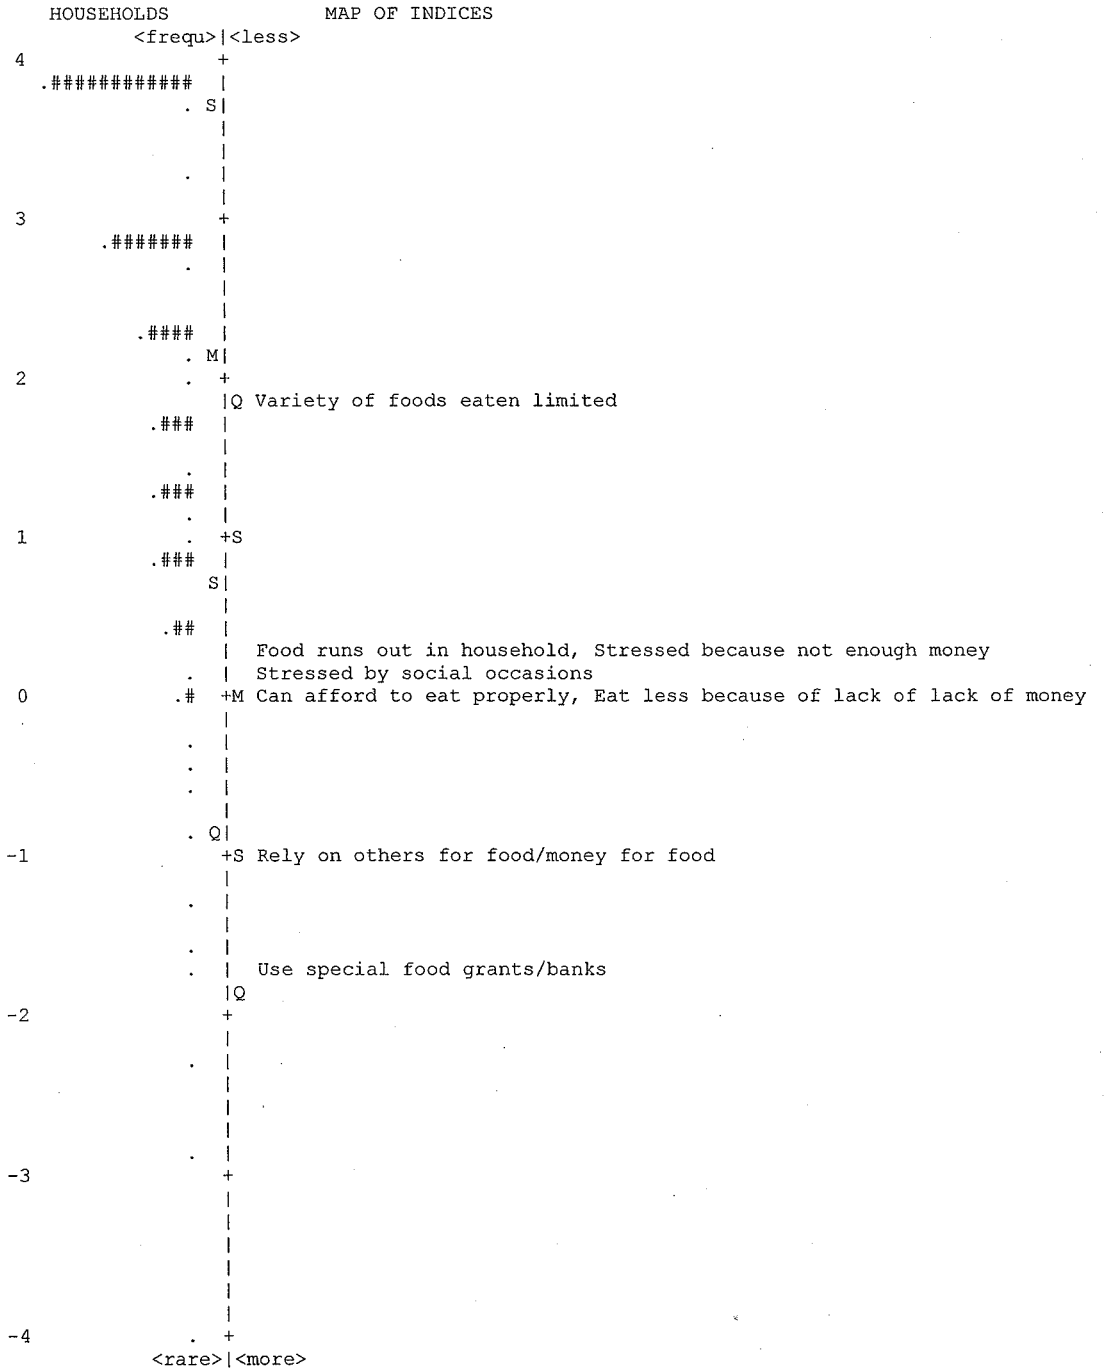 HOUSEHOLDS MAP OF INDICES
<frequ>|<less>
4 +
.############ |
. S|
|
|
. |
|
3 +
.####### |
. |
|
|
.#### |
. M|
2 . +
|Q Variety of foods eaten limited
.### |
|
. |
.### |
. |
1 . +S
.### |
S|
|
.## |
| Food runs out in household, Stressed because not enough money
. | Stressed by social occasions
0 .# +M Can afford to eat properly, Eat less because of lack of lack of money
|
. |
. |
. |
|
. Q|
-1 +S Rely on others for food/money for food
|
. |
|
. |
. | Use special food grants/banks
|Q
-2 +
|
. |
|
|
|
. |
-3 +
|
|
|
|
|
|
-4 . +
<rare>|<more>